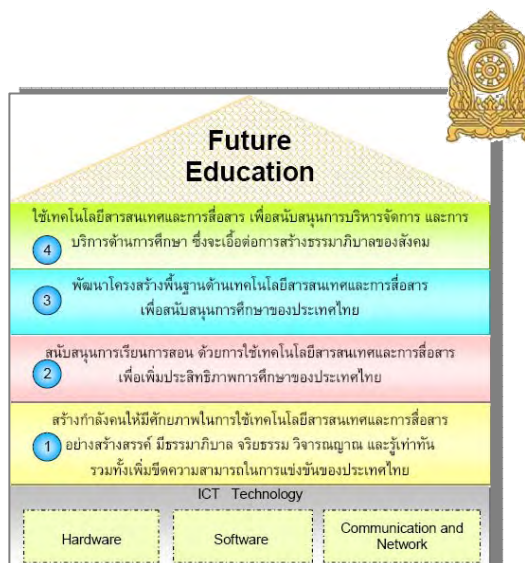 Future
Education
ใช้เทคโนโลยีสารสนเทศและการสื่อสาร เพื่อสนับสนุนการบริหารจัดการ และการ
4 บริการด้านการศึกษา ซึ่งจะเอื้อต่อการสร้างธรรมาภิบาลของสังคม
3 พัฒนาโครงสร้างพื้นฐานด้านเทคโนโลยีสารสนเทศและการสื่อสาร
เพื่อสนับสนุนการศึกษาของประเทศไทย
สนับสนุนการเรียนการสอน ด้วยการใช้เทคโนโลยีสารสนเทศและการสื่อสาร
2 เพื่อเพิ่มประสิทธิภาพการศึกษาของประเทศไทย
สร้างกำลังคนให้มีศักยภาพในการใช้เทคโนโลยีสารสนเทศและการสื่อสาร
1 อย่างสร้างสรรค์ มีธรรมาภิบาล จริยธรรม วิจารณญาณ และรู้เท่าทัน
รวมทั้งเพิ่มขีดความสามารถในการแข่งขันของประเทศไทย
ICT Technology
Hardware
Software
Communication and
Network